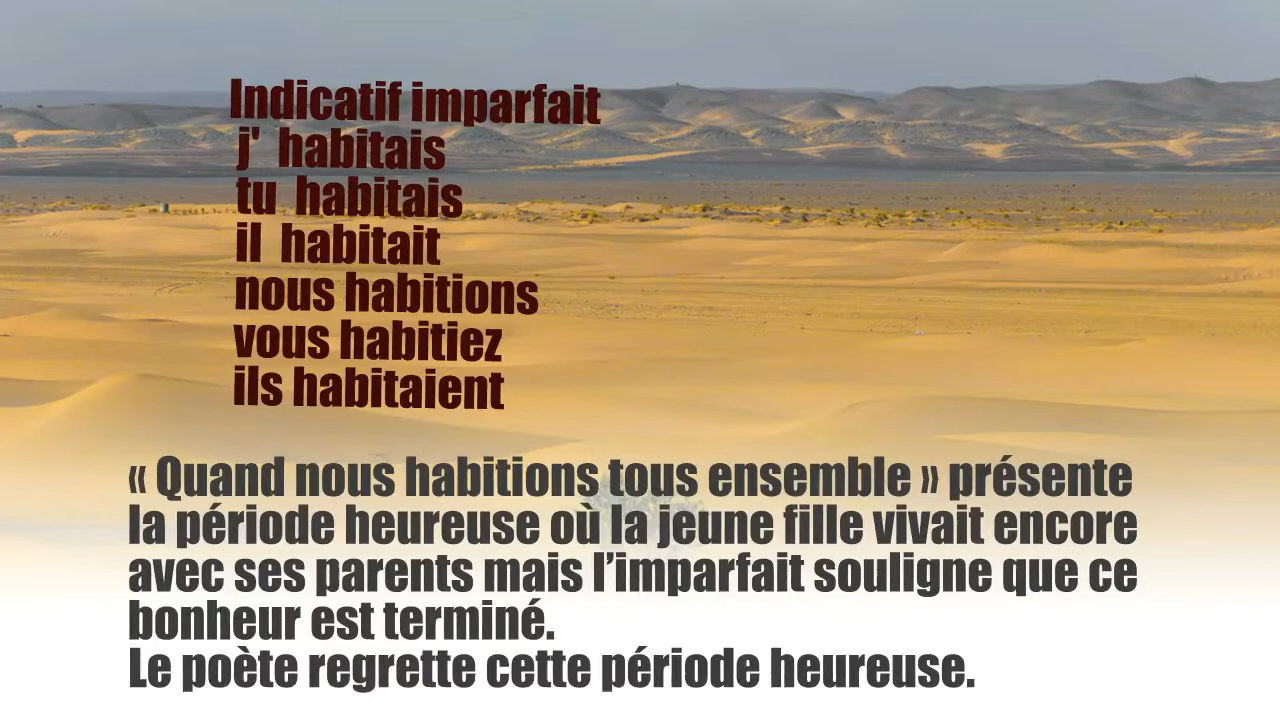 Indicatif imparfait
j' habitais
tu habitais
il habitait
nous habitions
vous habitiez
ils habitaient
« Quand nous habitions tous ensemble » présente
la période heureuse où la jeune fille vivait encore
avec ses parents mais l’imparfait souligne que ce
bonheur est terminé.
Le poète regrette cette période heureuse.